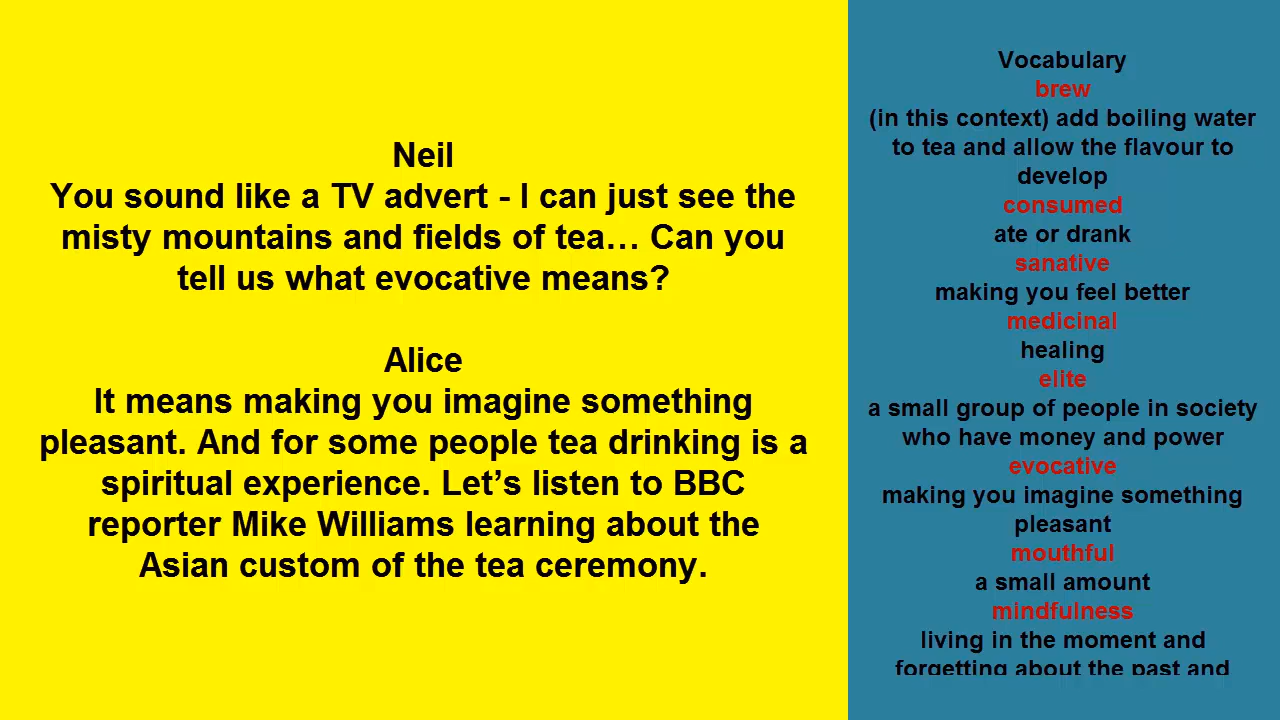 Neil
You sound like a TV advert - I can just see the
misty mountains and fields of tea… Can you
tell us what evocative means?
Alice
It means making you imagine something
pleasant. And for some people tea drinking is a
spiritual experience. Let’s listen to BBC
reporter Mike Williams learning about the
Asian custom of the tea ceremony.
Vocabulary
brew
(in this context) add boiling water
to tea and allow the flavour to
develop
consumed
ate or drank
sanative
making you feel better
medicinal
healing
elite
a small group of people in society
who have money and power
evocative
making you imagine something
pleasant
mouthful
a small amount
mindfulness
living in the moment and
forgetting about the past and